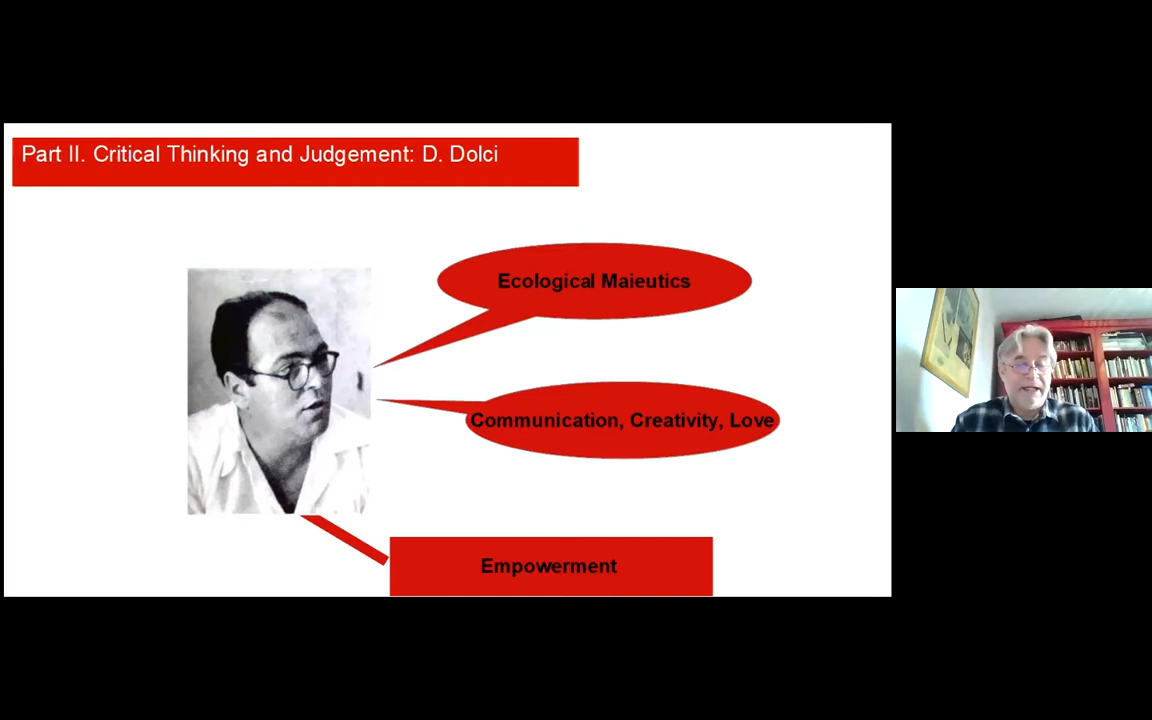 Part II. Critical Thinking and Judgement: D. Dolci
Ecological Maieutics
Communication, Creativity, Love
Empowerment